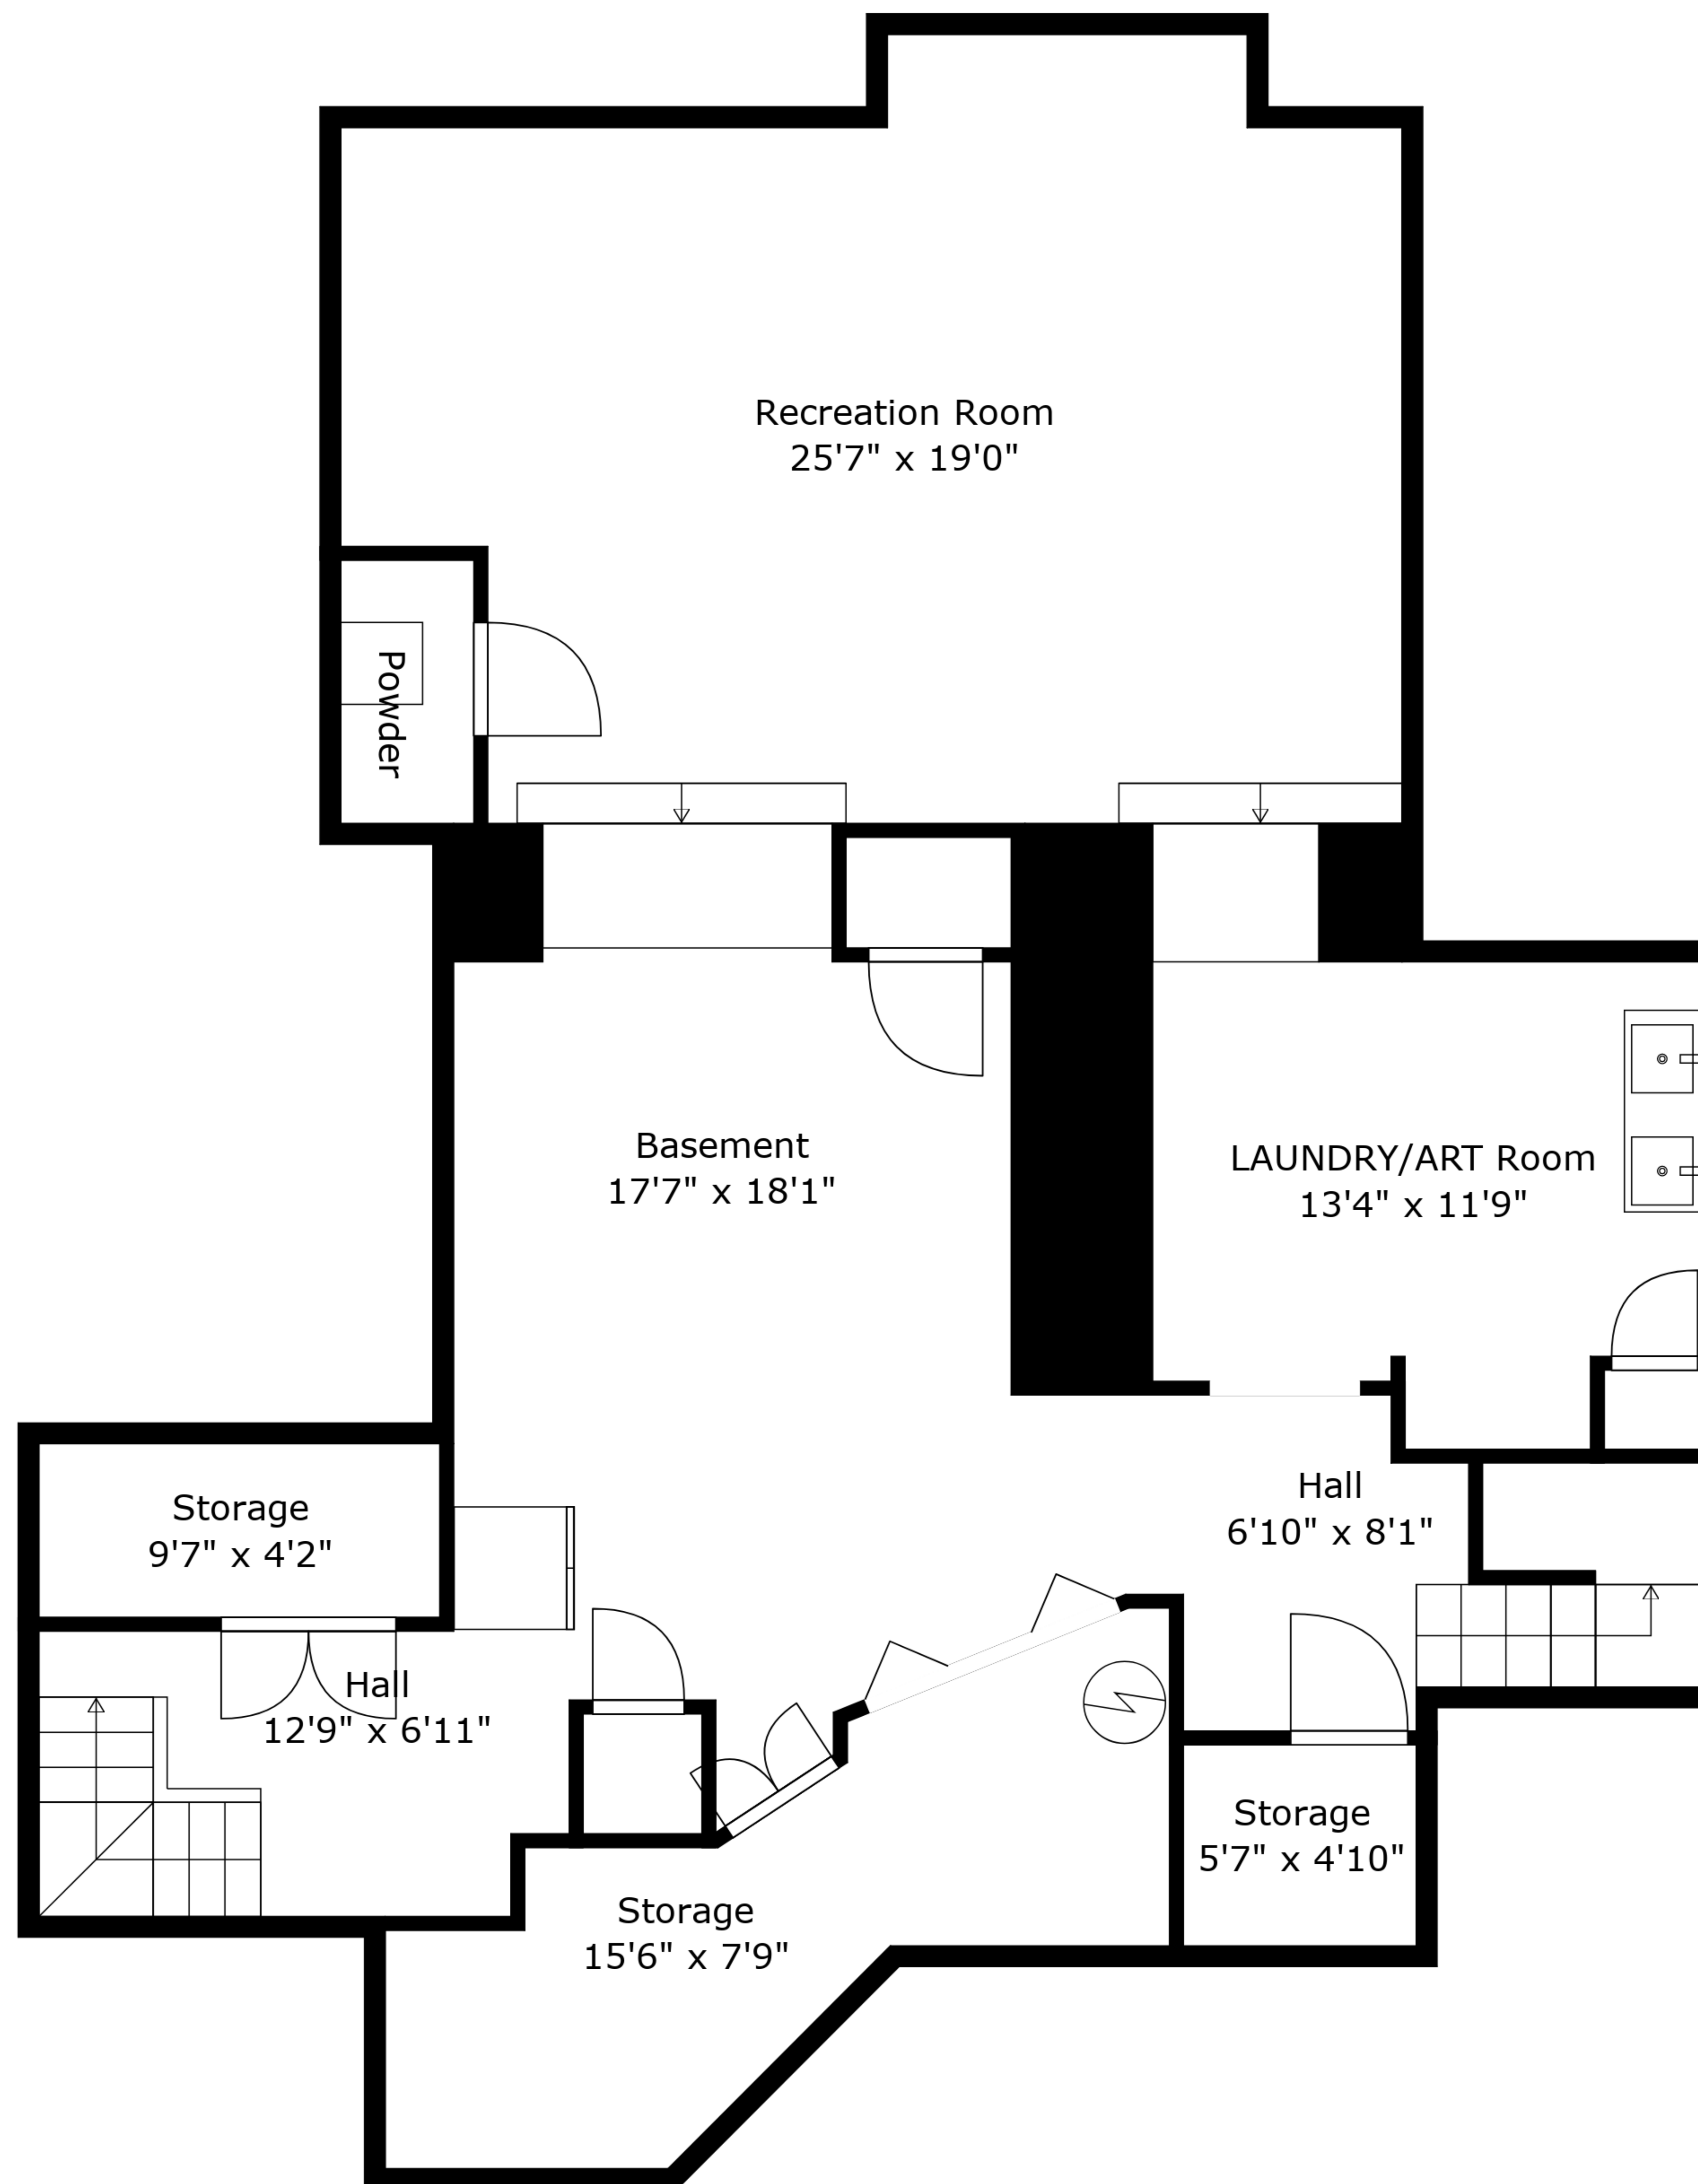 Recreation Room
25'7" x 19'0"
Powder
Basement
17'7" x 18'1"
LAUNDRY/ART Room
13'4" x 11'9"
Storage
9'7" x 4'2"
Hall
6'10" x 8'1"
Hall
12'9" x 6'11"
Storage
5'7" x 4'10"
Storage
15'6" x 7'9"